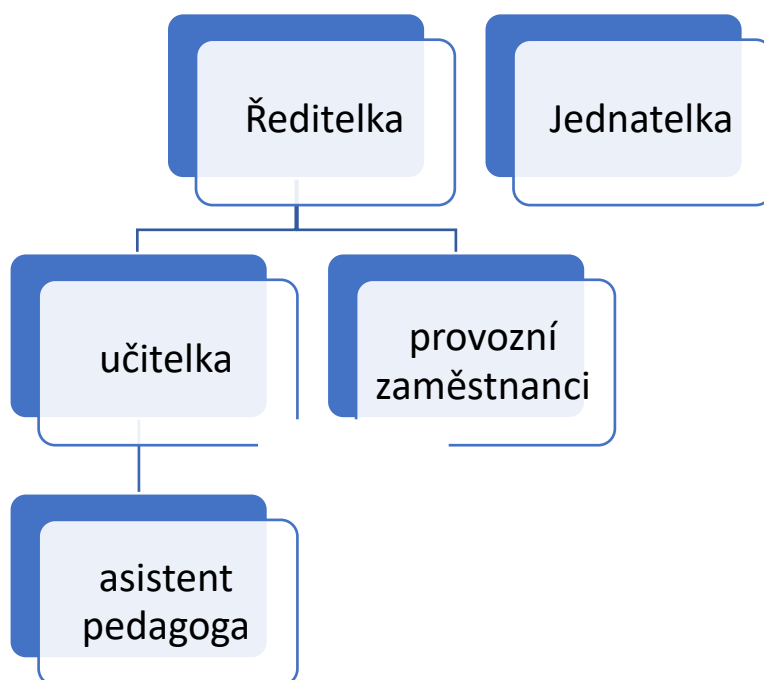 Ředitelka
Jednatelka
učitelka
provozní
zaměstnanci
asistent
pedagoga